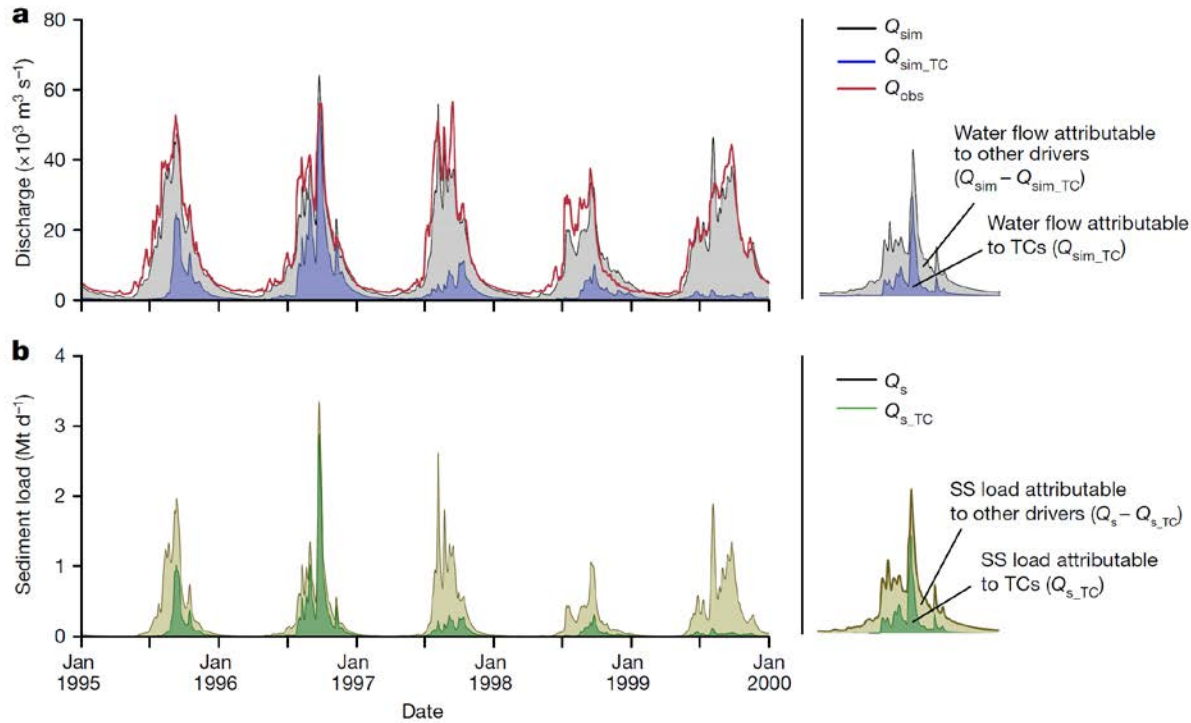 a
80
60
40
20
0
Discharge (×10³ m³ s⁻¹)
Q_sim
Q_sim_TC
Q_obs
Water flow attributable
to other drivers
(Q_sim – Q_sim_TC)
Water flow attributable
to TCs (Q_sim_TC)
b
4
3
2
1
0
Sediment load (Mt d⁻¹)
Q_s
Q_s_TC
SS load attributable
to other drivers (Q_s – Q_s_TC)
SS load attributable
to TCs (Q_s_TC)
Jan Jan Jan Jan Jan Jan
1995 1996 1997 1998 1999 2000
Date